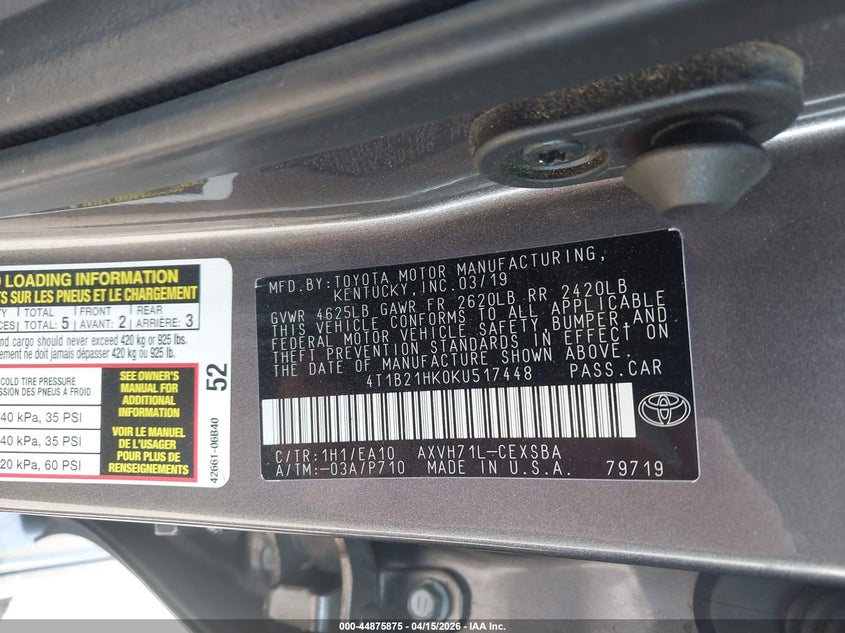 LOADING INFORMATION
SUR LES PNEUS ET LE CHARGEMENT
TOTAL: 5 FRONT AVANT: 2 REAR ARRIÈRE: 3
and cargo should never exceed 420 kg or 925 lbs.
ne doit jamais dépasser 420 kg ou 925 lb.
COLD TIRE PRESSURE
DES PNEUS À FROID
40 kPa, 35 PSI
40 kPa, 35 PSI
20 kPa, 60 PSI
SEE OWNER'S
MANUAL FOR
ADDITIONAL
INFORMATION
VOIR LE MANUEL
DE L'USAGER
POUR PLUS DE
RENSEIGNEMENTS
52
42661-06B40
MFD.BY:TOYOTA MOTOR MANUFACTURING,
KENTUCKY,INC.03/19
GVWR 4625LB GAWR FR 2620LB RR 2420LB
THIS VEHICLE CONFORMS TO ALL APPLICABLE
FEDERAL MOTOR VEHICLE SAFETY,BUMPER,AND
THEFT PREVENTION STANDARDS IN EFFECT ON
THE DATE OF MANUFACTURE SHOWN ABOVE.
4T1B21HK0KU517448 PASS.CAR
C/TR:1H1/EA10 AXVH71L-CEXSBA
A/TM:-03A/P710 MADE IN U.S.A. 79719
000-44875875 - 04/15/2026 - IAA Inc.